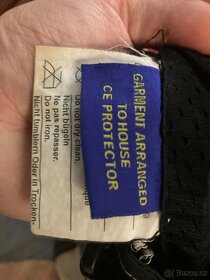 GARMENT ARRANGED
TO HOUSE
CE PROTECTOR
Do not dry clean.
Nicht bügeln
Ne pas repasser.
Do not iron.
Nicht tumblern Oder in Trocken-
Bazos.cz